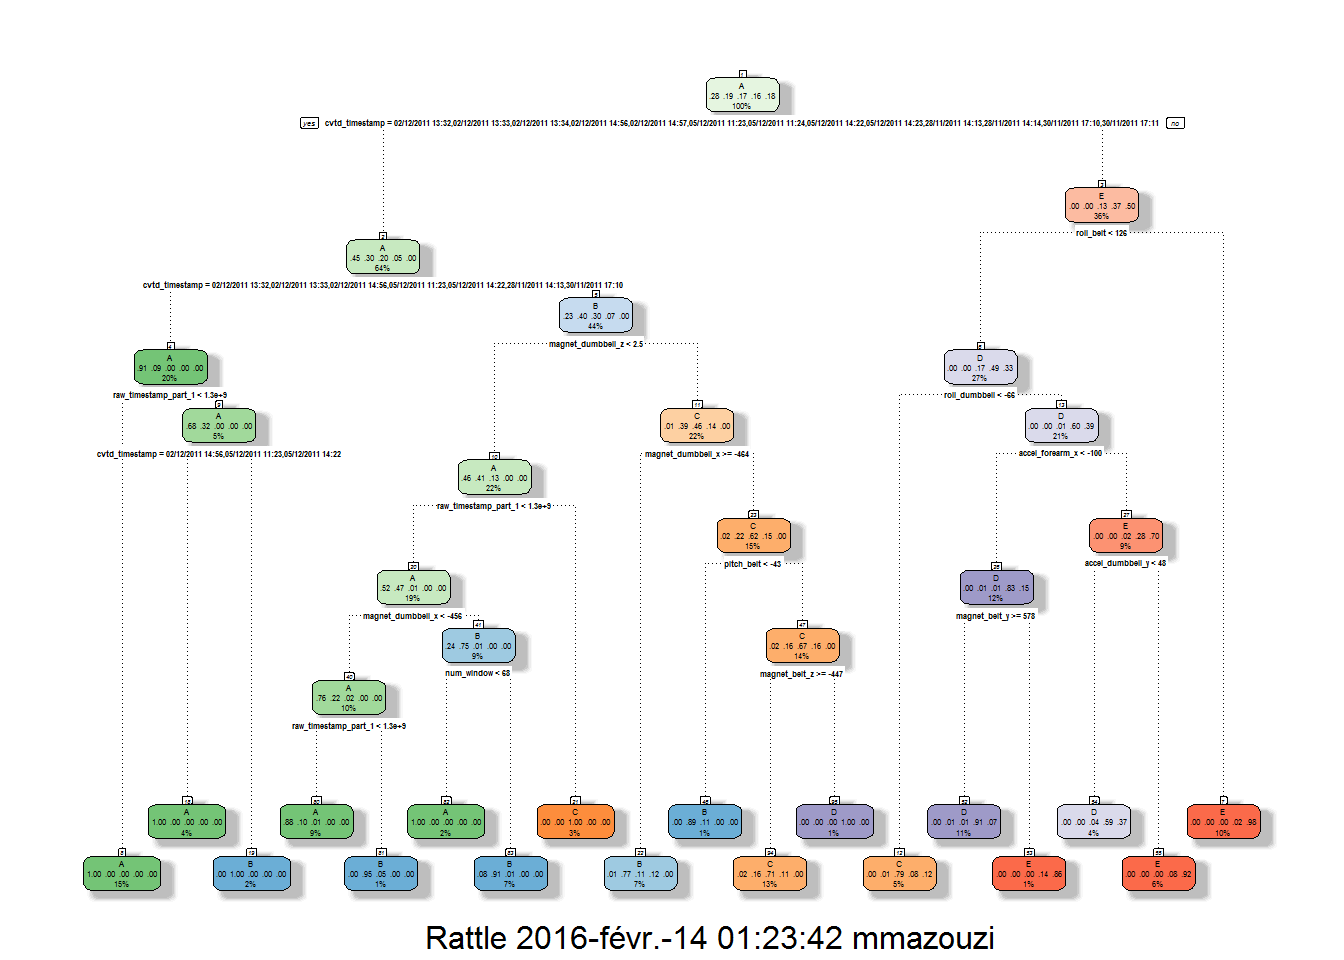 1
A
.28 .19 .17 .16 .18
100%
yes cvtd_timestamp = 02/12/2011 13:32,02/12/2011 13:33,02/12/2011 13:34,02/12/2011 14:56,02/12/2011 14:57,05/12/2011 11:23,05/12/2011 11:24,05/12/2011 14:22,05/12/2011 14:23,28/11/2011 14:13,28/11/2011 14:14,30/11/2011 17:10,30/11/2011 17:11 no
3
E
.00 .00 .13 .37 .50
36%
roll_belt < 126
2
A
.45 .30 .20 .05 .00
64%
cvtd_timestamp = 02/12/2011 13:32,02/12/2011 13:33,02/12/2011 14:56,05/12/2011 11:23,05/12/2011 14:22,28/11/2011 14:13,30/11/2011 17:10
5
B
.23 .40 .30 .07 .00
44%
magnet_dumbbell_z < 2.5
4
A
.91 .09 .00 .00 .00
20%
raw_timestamp_part_1 < 1.3e+9
6
D
.00 .00 .17 .49 .33
27%
roll_dumbbell < -66
9
A
.68 .32 .00 .00 .00
5%
cvtd_timestamp = 02/12/2011 14:56,05/12/2011 11:23,05/12/2011 14:22
11
C
.01 .39 .46 .14 .00
22%
magnet_dumbbell_x >= -464
13
D
.00 .00 .01 .60 .39
21%
accel_forearm_x < -100
10
A
.46 .41 .13 .00 .00
22%
raw_timestamp_part_1 < 1.3e+9
23
C
.02 .22 .62 .15 .00
15%
pitch_belt < -43
27
E
.00 .00 .02 .28 .70
9%
accel_dumbbell_y < 48
20
A
.52 .47 .01 .00 .00
19%
magnet_dumbbell_x < -456
26
D
.00 .01 .01 .83 .15
12%
magnet_belt_y >= 578
41
B
.24 .75 .01 .00 .00
9%
num_window < 68
47
C
.02 .16 .67 .16 .00
14%
magnet_belt_z >= -447
40
A
.76 .22 .02 .00 .00
10%
raw_timestamp_part_1 < 1.3e+9
18
A
1.00 .00 .00 .00 .00
4%
80
A
.88 .10 .01 .00 .00
9%
82
A
1.00 .00 .00 .00 .00
2%
21
C
.00 .00 1.00 .00 .00
3%
46
B
.00 .89 .11 .00 .00
1%
95
D
.00 .00 .00 1.00 .00
1%
52
D
.00 .01 .01 .91 .07
11%
54
D
.00 .00 .04 .59 .37
4%
7
E
.00 .00 .00 .02 .98
10%
8
A
1.00 .00 .00 .00 .00
15%
19
B
.00 1.00 .00 .00 .00
2%
81
B
.00 .95 .05 .00 .00
1%
83
B
.08 .91 .01 .00 .00
7%
22
B
.01 .77 .11 .12 .00
7%
94
C
.02 .16 .71 .11 .00
13%
12
C
.00 .01 .79 .08 .12
5%
53
E
.00 .00 .00 .14 .86
1%
55
E
.00 .00 .00 .08 .92
6%
Rattle 2016-févr.-14 01:23:42 mmazouzi